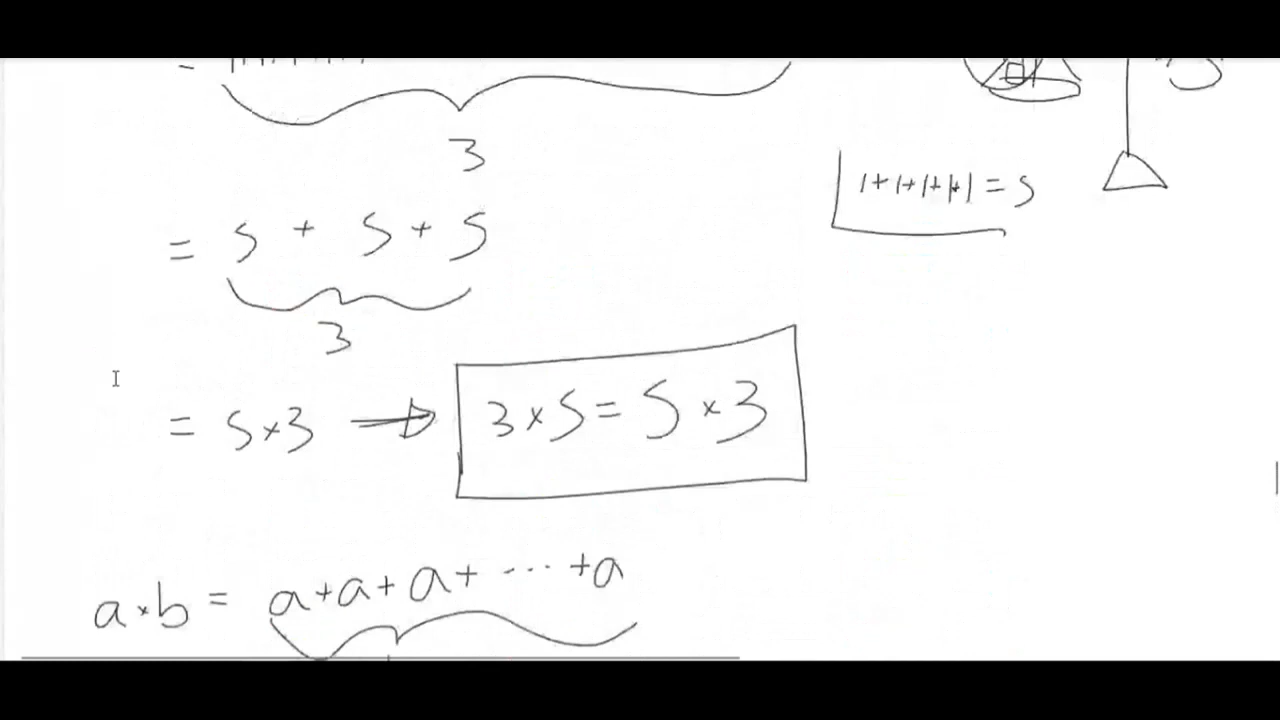 3
1+1+1+1+1 = 5
= 5 + 5 + 5
3
= 5×3 ⇒ 3×5 = 5×3
a×b = a+a+a+ ... +a